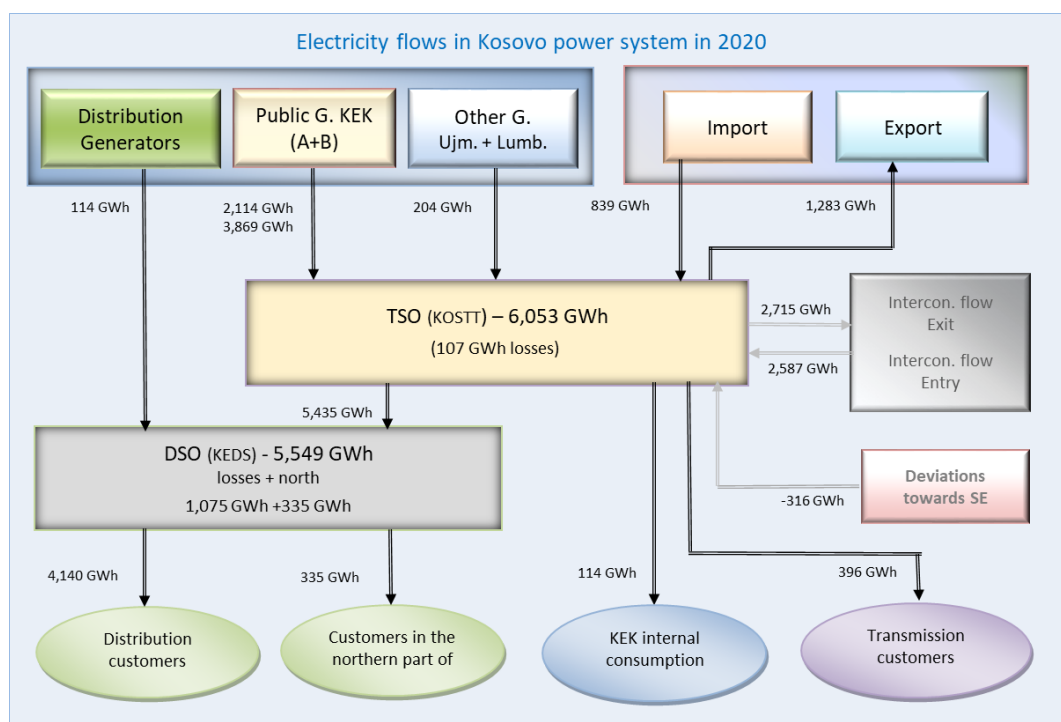 Electricity flows in Kosovo power system in 2020
Distribution
Generators
Public G. KEK
(A+B)
Other G.
Ujm. + Lumb.
Import
Export
114 GWh
2,114 GWh
3,869 GWh
204 GWh
839 GWh
1,283 GWh
TSO (KOSTT) – 6,053 GWh
(107 GWh losses)
2,715 GWh
2,587 GWh
Intercon. flow
Exit
Intercon. flow
Entry
5,435 GWh
DSO (KEDS) - 5,549 GWh
losses + north
1,075 GWh +335 GWh
Deviations
towards SE
-316 GWh
4,140 GWh
335 GWh
114 GWh
396 GWh
Distribution
customers
Customers in the
northern part of
KEK internal
consumption
Transmission
customers